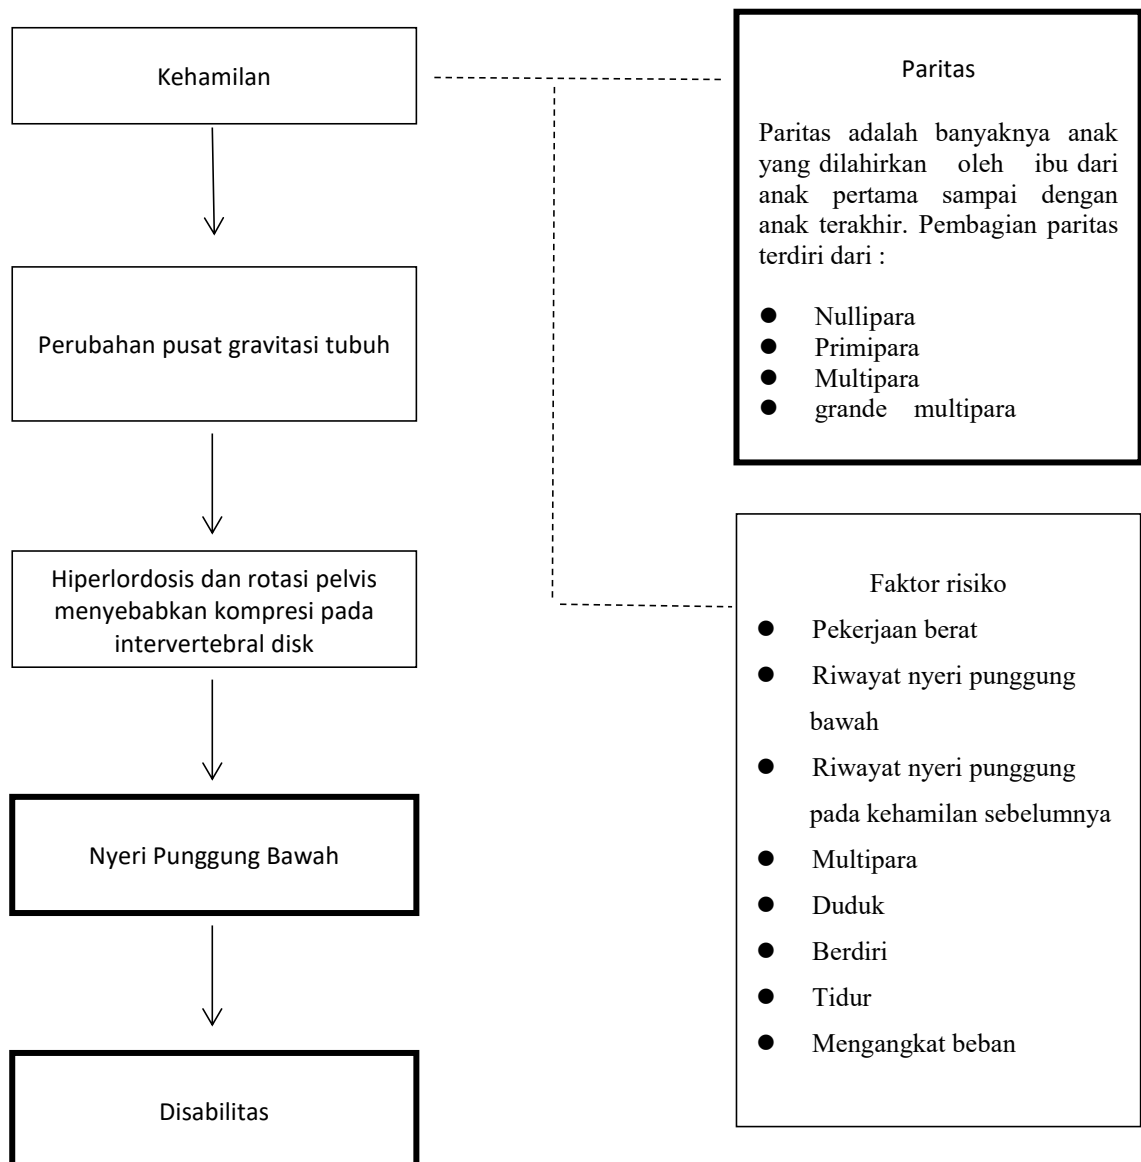 Kehamilan
Perubahan pusat gravitasi tubuh
Hiperlordosis dan rotasi pelvis
menyebabkan kompresi pada
intervertebral disk
Nyeri Punggung Bawah
Disabilitas
Paritas
Paritas adalah banyaknya anak
yang dilahirkan oleh ibu dari
anak pertama sampai dengan
anak terakhir. Pembagian paritas
terdiri dari :
● Nullipara
● Primipara
● Multipara
● grande multipara
Faktor risiko
● Pekerjaan berat
● Riwayat nyeri punggung
bawah
● Riwayat nyeri punggung
pada kehamilan sebelumnya
● Multipara
● Duduk
● Berdiri
● Tidur
● Mengangkat beban